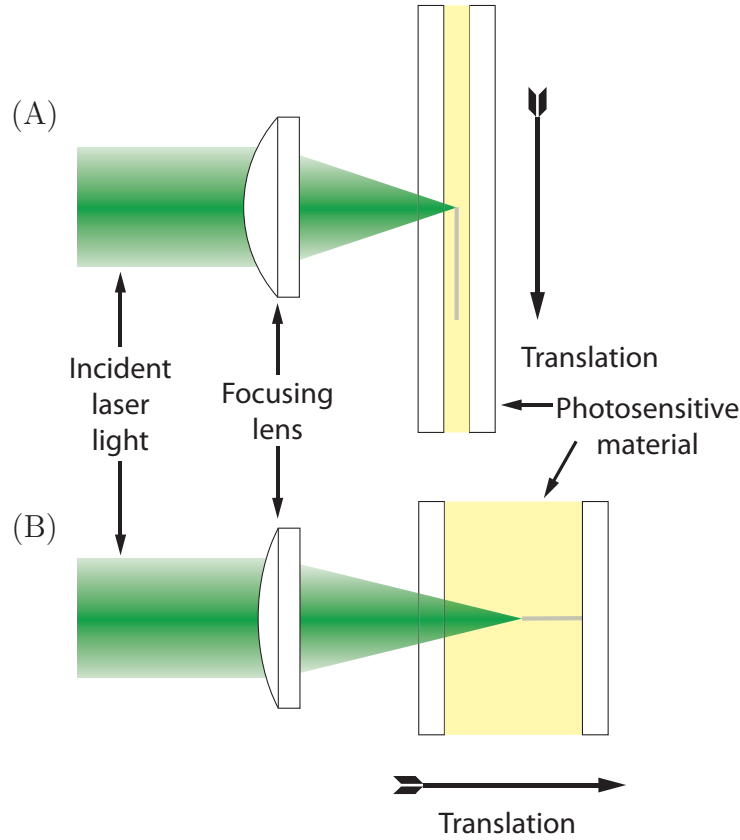 (A)
Incident
laser
light
Focusing
lens
Translation
Photosensitive
material
(B)
Translation